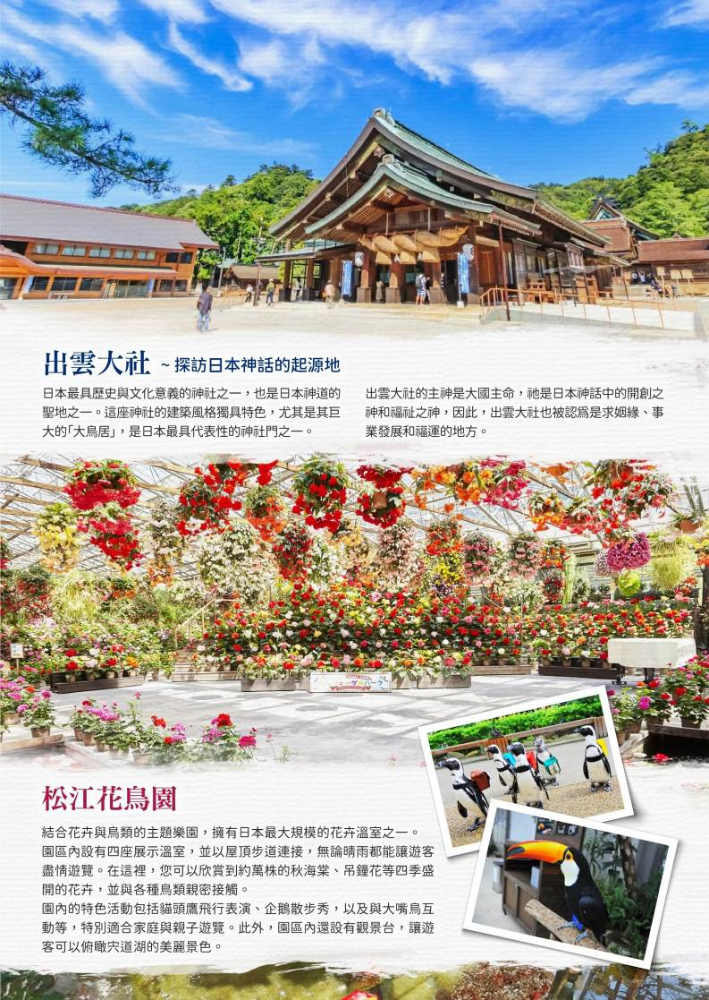 出雲大社 ~ 探訪日本神話的起源地
日本最具歷史與文化意義的神社之一，也是日本神道的
聖地之一。這座神社的建築風格獨具特色，尤其是其巨
大的「大鳥居」，是日本最具代表性的神社門之一。
出雲大社的主神是大國主命，祂是日本神話中的開創之
神和福祉之神，因此，出雲大社也被認爲是求姻緣、事
業發展和福運的地方。
松江花鳥園
結合花卉與鳥類的主題樂園，擁有日本最大規模的花卉溫室之一。
園區內設有四座展示溫室，並以屋頂步道連接，無論晴雨都能讓遊客
盡情遊覽。在這裡，您可以欣賞到約萬株的秋海棠、吊鐘花等四季盛
開的花卉，並與各種鳥類親密接觸。
園內的特色活動包括貓頭鷹飛行表演、企鵝散步秀，以及與大嘴鳥互
動等，特別適合家庭與親子遊覽。此外，園區內還設有觀景台，讓遊
客可以俯瞰宍道湖的美麗景色。